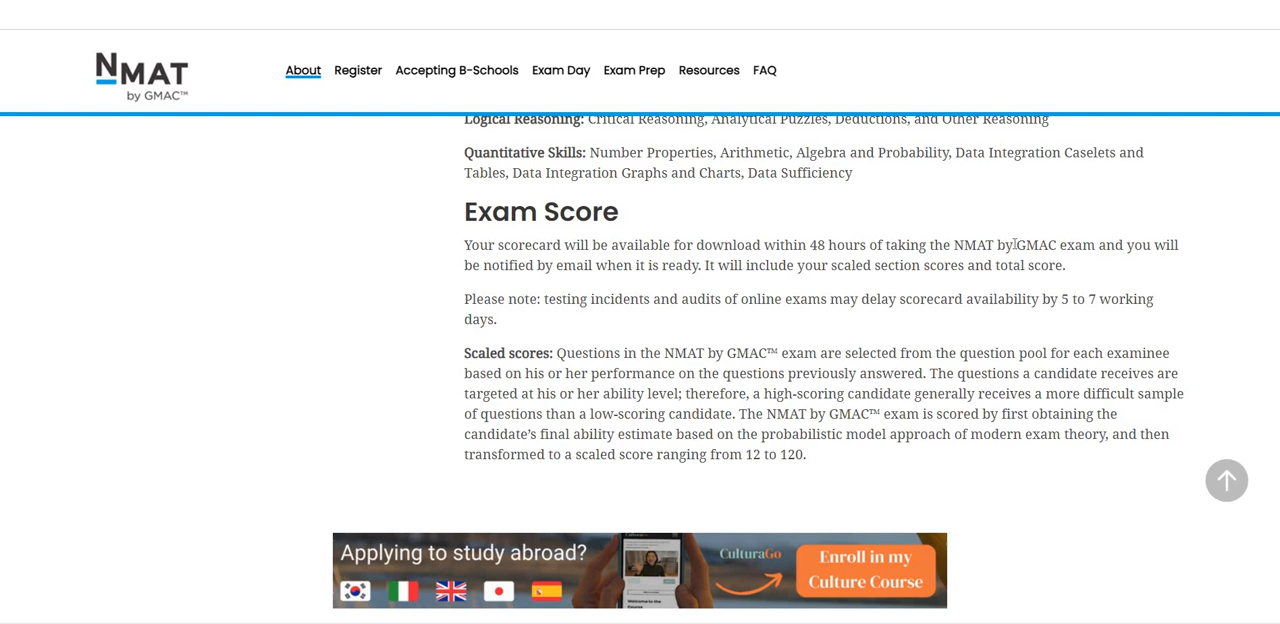 NMAT
by GMAC™
About Register Accepting B-Schools Exam Day Exam Prep Resources FAQ
Logical Reasoning: Critical Reasoning, Analytical Puzzles, Deductions, and Other Reasoning
Quantitative Skills: Number Properties, Arithmetic, Algebra and Probability, Data Integration Caselets and
Tables, Data Integration Graphs and Charts, Data Sufficiency
Exam Score
Your scorecard will be available for download within 48 hours of taking the NMAT by GMAC exam and you will
be notified by email when it is ready. It will include your scaled section scores and total score.
Please note: testing incidents and audits of online exams may delay scorecard availability by 5 to 7 working
days.
Scaled scores: Questions in the NMAT by GMAC™ exam are selected from the question pool for each examinee
based on his or her performance on the questions previously answered. The questions a candidate receives are
targeted at his or her ability level; therefore, a high-scoring candidate generally receives a more difficult sample
of questions than a low-scoring candidate. The NMAT by GMAC™ exam is scored by first obtaining the
candidate's final ability estimate based on the probabilistic model approach of modern exam theory, and then
transformed to a scaled score ranging from 12 to 120.
Applying to study abroad?
CulturaGo
Enroll in my
Culture Course